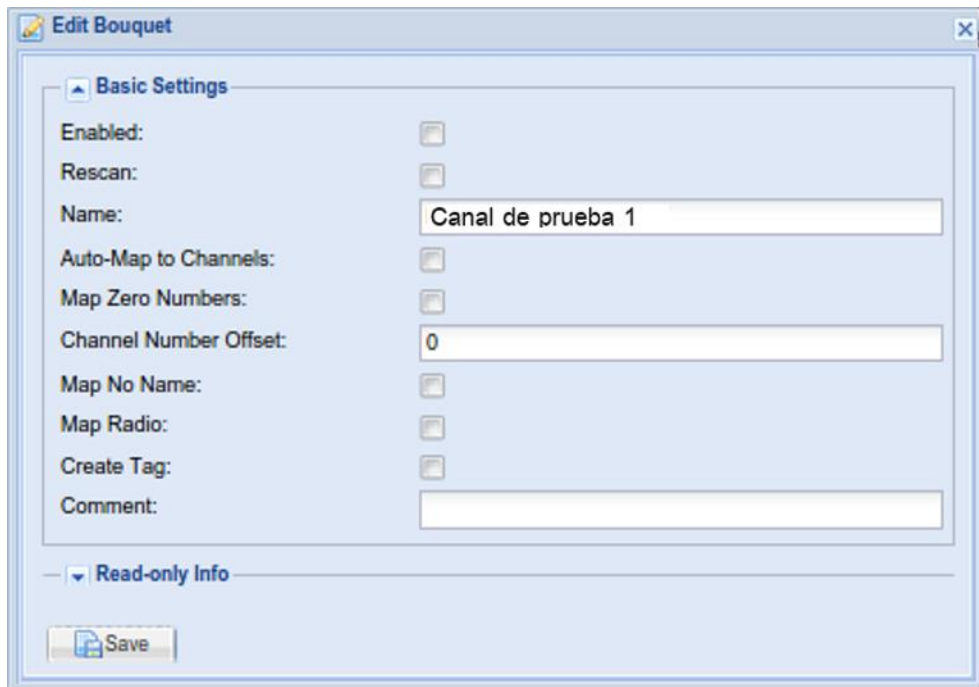 Edit Bouquet
Basic Settings
Enabled:
Rescan:
Name: Canal de prueba 1
Auto-Map to Channels:
Map Zero Numbers:
Channel Number Offset: 0
Map No Name:
Map Radio:
Create Tag:
Comment:
Read-only Info
Save